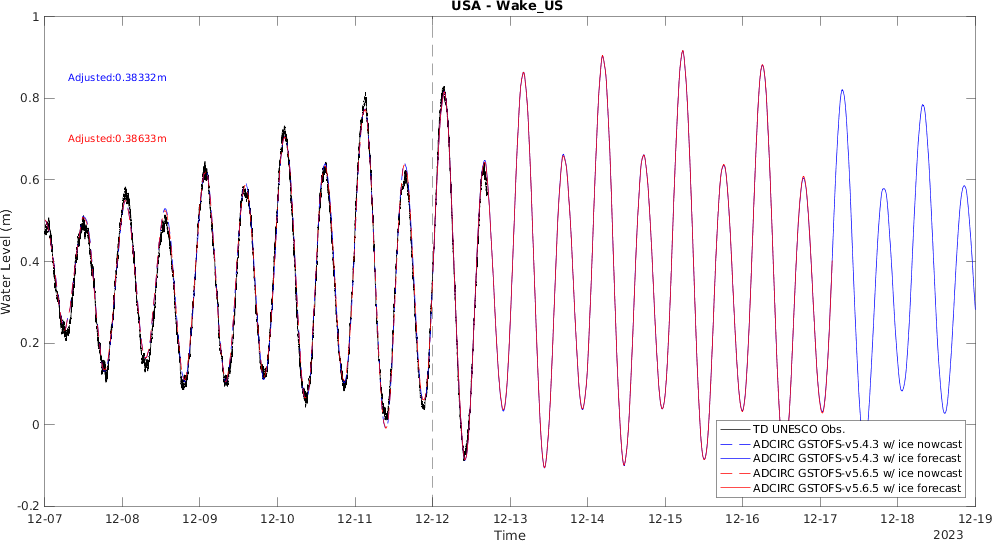 USA - Wake_US
1
0.8
0.6
0.4
0.2
0
-0.2
Water Level (m)
Adjusted:0.38332m
Adjusted:0.38633m
TD UNESCO Obs.
ADCIRC GSTOFS-v5.4.3 w/ ice nowcast
ADCIRC GSTOFS-v5.4.3 w/ ice forecast
ADCIRC GSTOFS-v5.6.5 w/ ice nowcast
ADCIRC GSTOFS-v5.6.5 w/ ice forecast
12-07 12-08 12-09 12-10 12-11 12-12 12-13 12-14 12-15 12-16 12-17 12-18 12-19
Time
2023